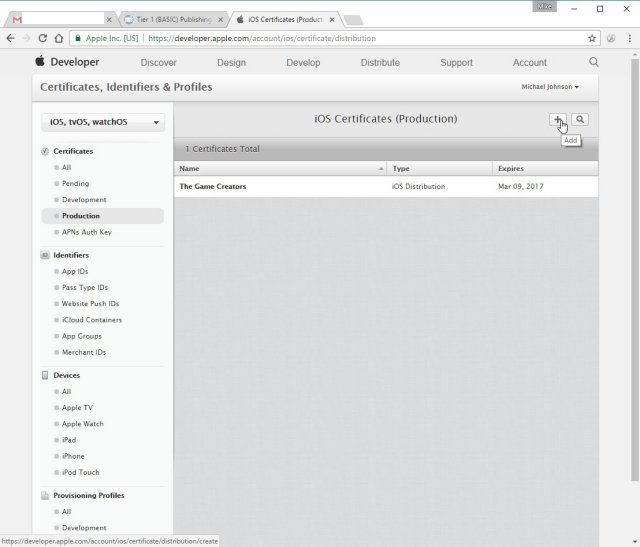 Mike
Tier 1 (BASIC) Publishing
iOS Certificates (Produc
Apple Inc. [US]
https://developer.apple.com/account/ios/certificate/distribution
Developer
Discover
Design
Develop
Distribute
Support
Account
Certificates, Identifiers & Profiles
Michael Johnson
iOS, tvOS, watchOS
iOS Certificates (Production)
Add
1 Certificates Total
Name
Type
Expires
The Game Creators
iOS Distribution
Mar 09, 2017
Certificates
All
Pending
Development
Production
APNs Auth Key
Identifiers
App IDs
Pass Type IDs
Website Push IDs
iCloud Containers
App Groups
Merchant IDs
Devices
All
Apple TV
Apple Watch
iPad
iPhone
iPod Touch
Provisioning Profiles
All
Development
https://developer.apple.com/account/ios/certificate/distribution/create